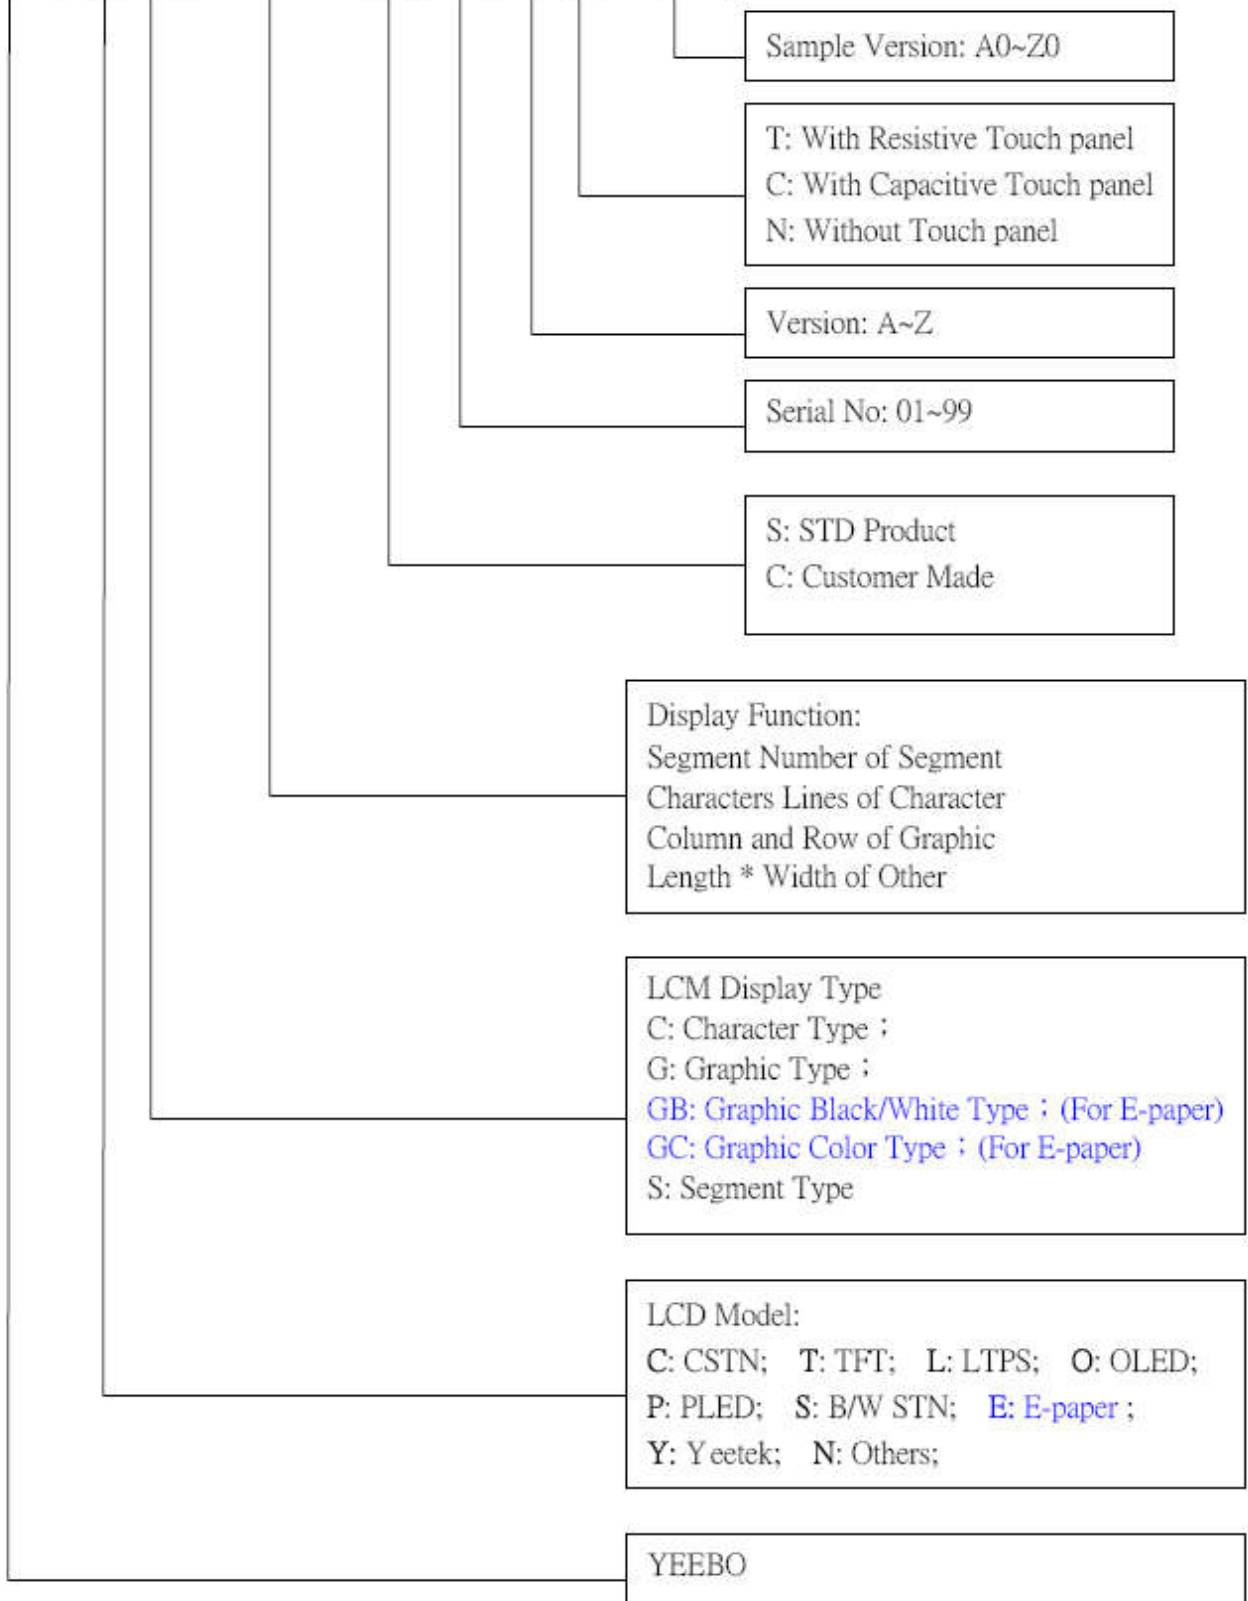 Sample Version: A0~Z0
T: With Resistive Touch panel
C: With Capacitive Touch panel
N: Without Touch panel
Version: A~Z
Serial No: 01~99
S: STD Product
C: Customer Made
Display Function:
Segment Number of Segment
Characters Lines of Character
Column and Row of Graphic
Length * Width of Other
LCM Display Type
C: Character Type；
G: Graphic Type；
GB: Graphic Black/White Type；(For E-paper)
GC: Graphic Color Type；(For E-paper)
S: Segment Type
LCD Model:
C: CSTN; T: TFT; L: LTPS; O: OLED;
P: PLED; S: B/W STN; E: E-paper ;
Y: Yeetek; N: Others;
YEEBO